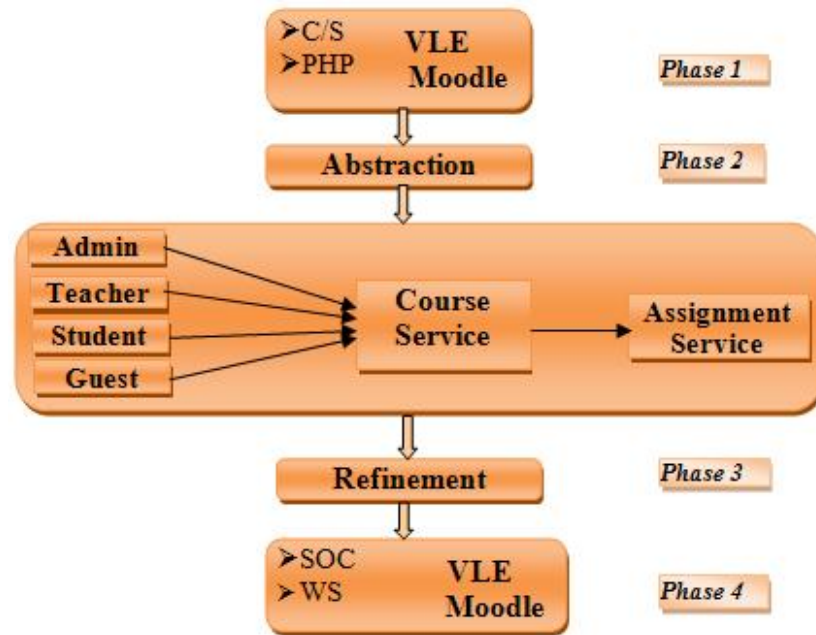 ➢C/S VLE
➢PHP Moodle
Phase 1
Abstraction
Phase 2
Admin
Teacher
Student
Guest
Course
Service
Assignment
Service
Refinement
Phase 3
➢SOC VLE
➢WS Moodle
Phase 4